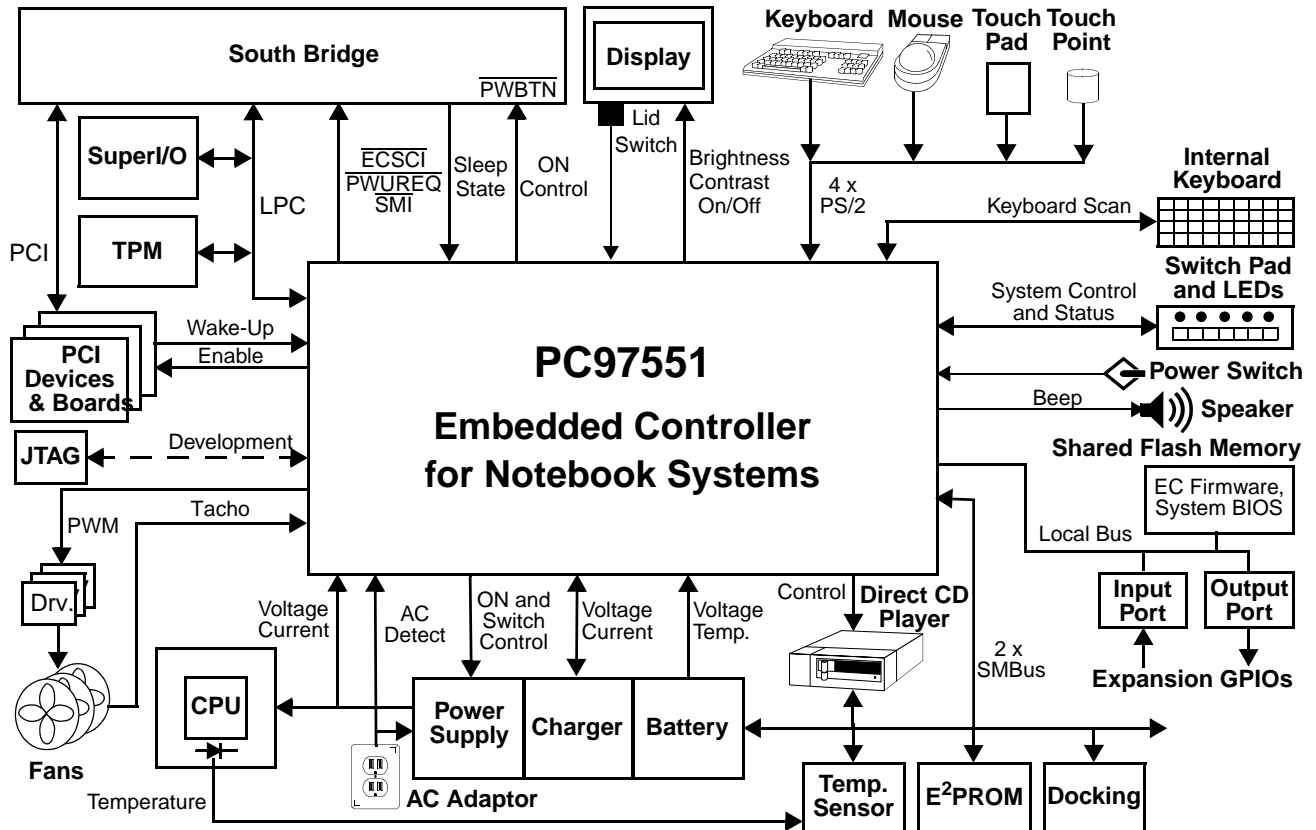 South Bridge
PWBTN
Display
Keyboard
Mouse
Touch
Pad
Touch
Point
SuperI/O
TPM
PCI
LPC
ECSCI
PWUREQ
SMI
Sleep
State
ON
Control
Lid
Switch
Brightness
Contrast
On/Off
4 x
PS/2
Keyboard Scan
Internal
Keyboard
Switch Pad
and LEDs
System Control
and Status
Power Switch
Beep
Speaker
Shared Flash Memory
EC Firmware,
System BIOS
Local Bus
Input
Port
Output
Port
Expansion GPIOs
PCI
Devices
& Boards
Wake-Up
Enable
JTAG
Development
PC97551
Embedded Controller
for Notebook Systems
PWM
Tacho
Drv.
Fans
CPU
Temperature
Voltage
Current
AC
Detect
ON and
Switch
Control
Voltage
Current
Voltage
Temp.
Control
Direct CD
Player
2 x
SMBus
Power
Supply
Charger
Battery
AC Adaptor
Temp.
Sensor
E2PROM
Docking